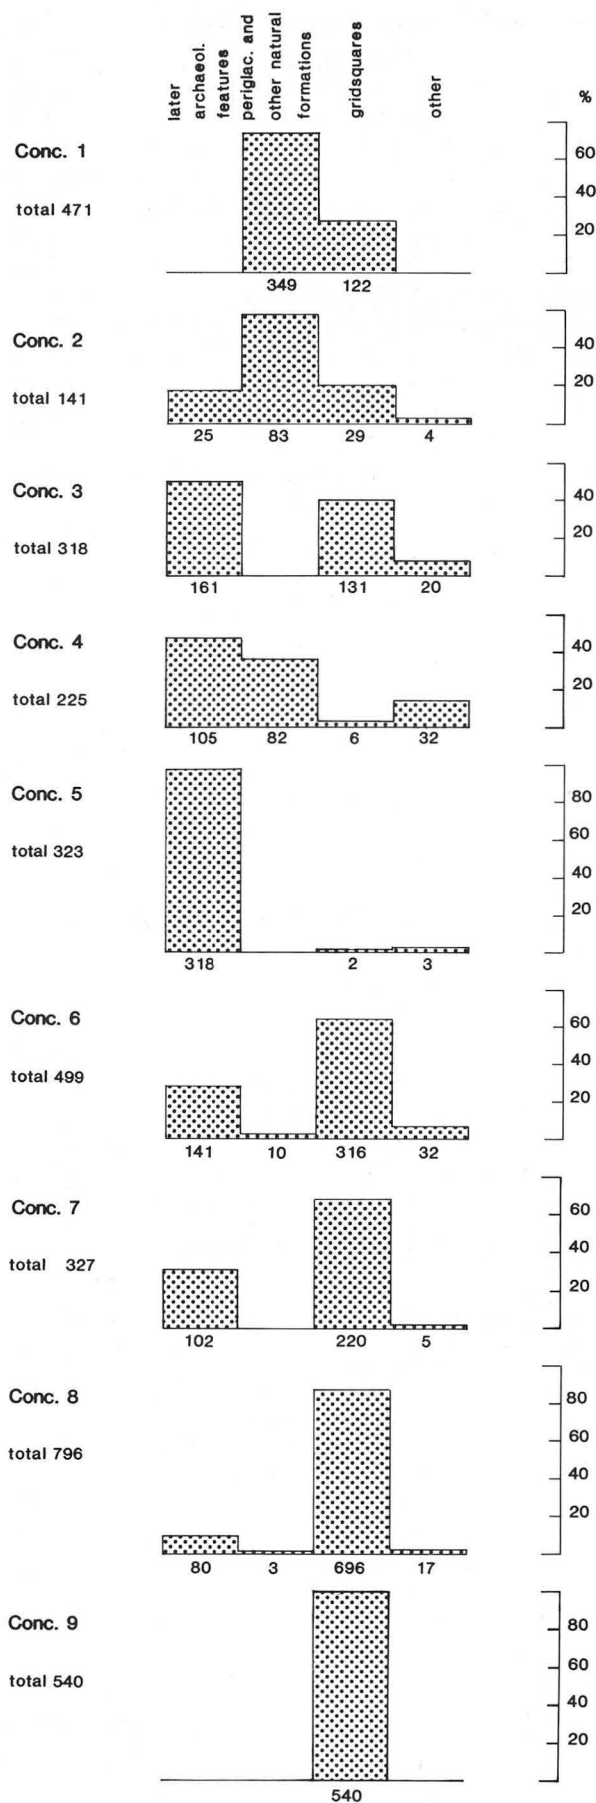 later
archaeol.
features
periglac. and
other natural
formations
gridsquares
other
%
Conc. 1
total 471
60
40
20
349 122
Conc. 2
total 141
40
20
25 83 29 4
Conc. 3
total 318
40
20
161 131 20
Conc. 4
total 225
40
20
105 82 6 32
Conc. 5
total 323
80
60
40
20
318 2 3
Conc. 6
total 499
60
40
20
141 10 316 32
Conc. 7
total 327
60
40
20
102 220 5
Conc. 8
total 796
80
60
40
20
80 3 696 17
Conc. 9
total 540
80
60
40
20
540